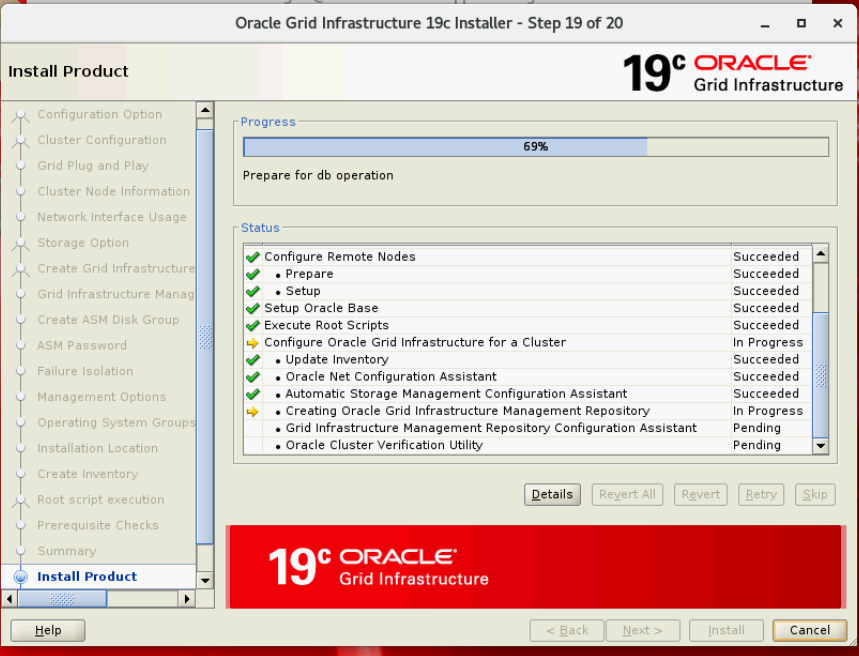 Oracle Grid Infrastructure 19c Installer - Step 19 of 20
Install Product
19c ORACLE
Grid Infrastructure
Configuration Option
Cluster Configuration
Grid Plug and Play
Cluster Node Information
Network Interface Usage
Storage Option
Create Grid Infrastructure
Grid Infrastructure Manag
Create ASM Disk Group
ASM Password
Failure Isolation
Management Options
Operating System Groups
Installation Location
Create Inventory
Root script execution
Prerequisite Checks
Summary
Install Product
Progress
69%
Prepare for db operation
Status
Configure Remote Nodes Succeeded
• Prepare Succeeded
• Setup Succeeded
Setup Oracle Base Succeeded
Execute Root Scripts Succeeded
Configure Oracle Grid Infrastructure for a Cluster In Progress
• Update Inventory Succeeded
• Oracle Net Configuration Assistant Succeeded
• Automatic Storage Management Configuration Assistant Succeeded
• Creating Oracle Grid Infrastructure Management Repository In Progress
• Grid Infrastructure Management Repository Configuration Assistant Pending
• Oracle Cluster Verification Utility Pending
Details Revert All Revert Retry Skip
19c ORACLE
Grid Infrastructure
Help < Back Next > Install Cancel